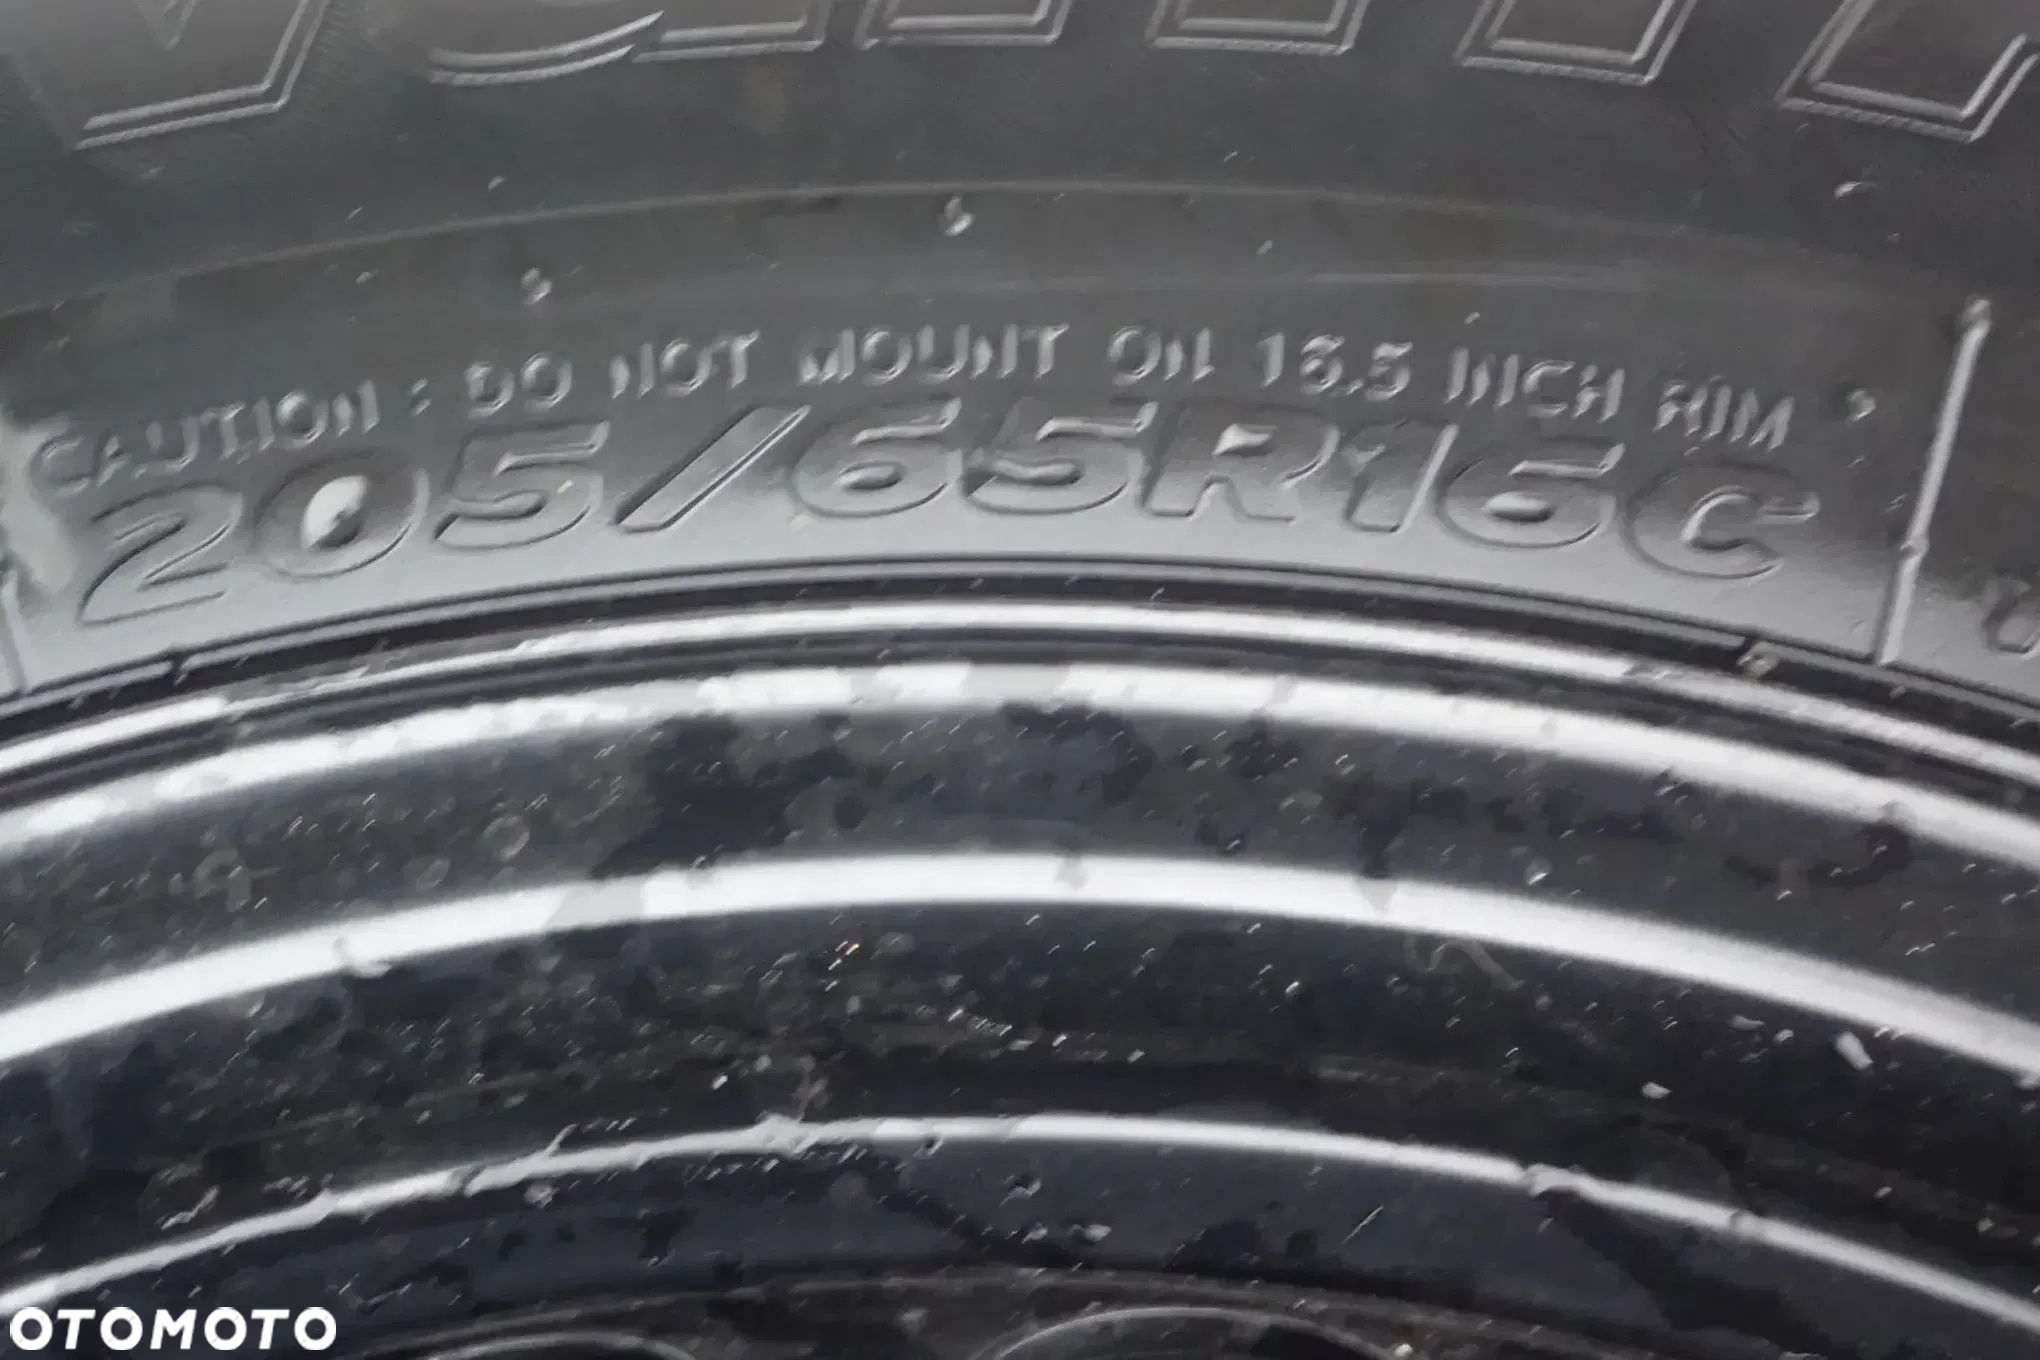 CAUTION : DO NOT MOUNT ON 16.5 INCH RIM
205/65R16C
OTOMOTO